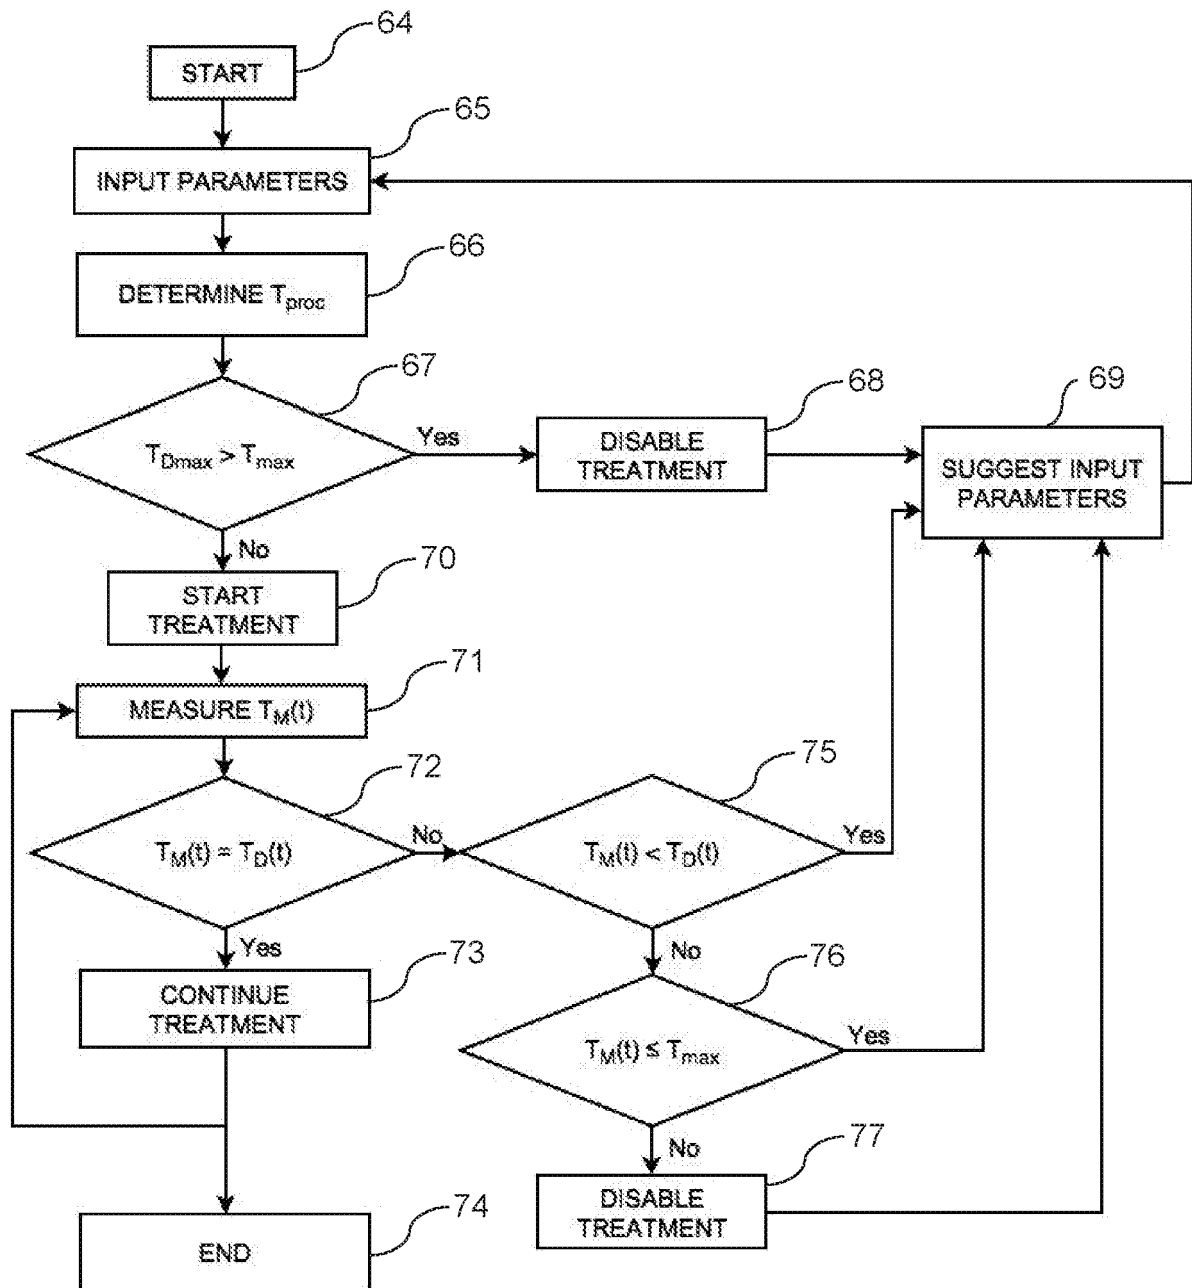 64
START
65
INPUT PARAMETERS
66
DETERMINE Tproc
67
TDmax > Tmax
Yes
68
DISABLE
TREATMENT
69
SUGGEST INPUT
PARAMETERS
No
70
START
TREATMENT
71
MEASURE TM(t)
72
TM(t) = TD(t)
No
75
TM(t) < TD(t)
Yes
Yes
73
CONTINUE
TREATMENT
No
76
TM(t) ≤ Tmax
Yes
No
77
DISABLE
TREATMENT
74
END